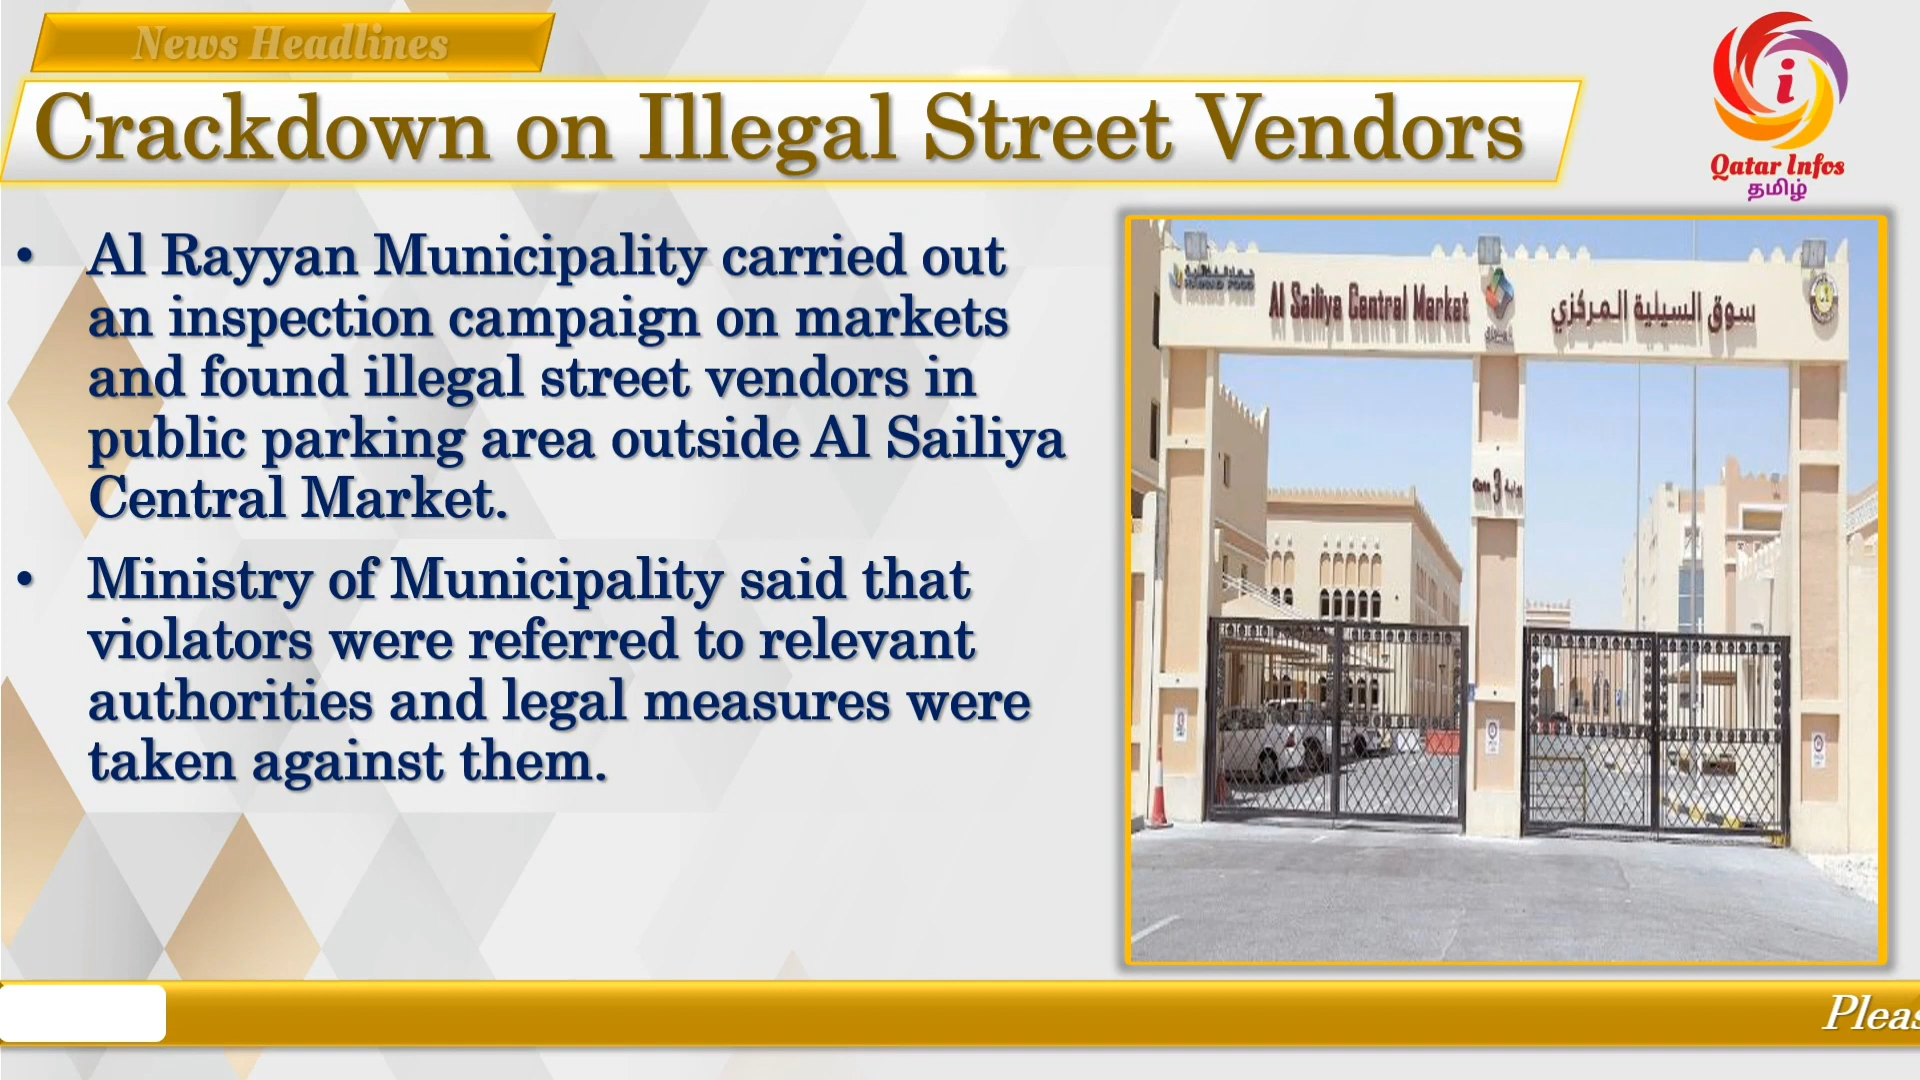 News Headlines
Crackdown on Illegal Street Vendors
i
Qatar Infos
தமிழ்
• Al Rayyan Municipality carried out
an inspection campaign on markets
and found illegal street vendors in
public parking area outside Al Sailiya
Central Market.
• Ministry of Municipality said that
violators were referred to relevant
authorities and legal measures were
taken against them.
Al Sailiya Central Market
سوق السيلية المركزي
Gate 3 بوابة
Pleas